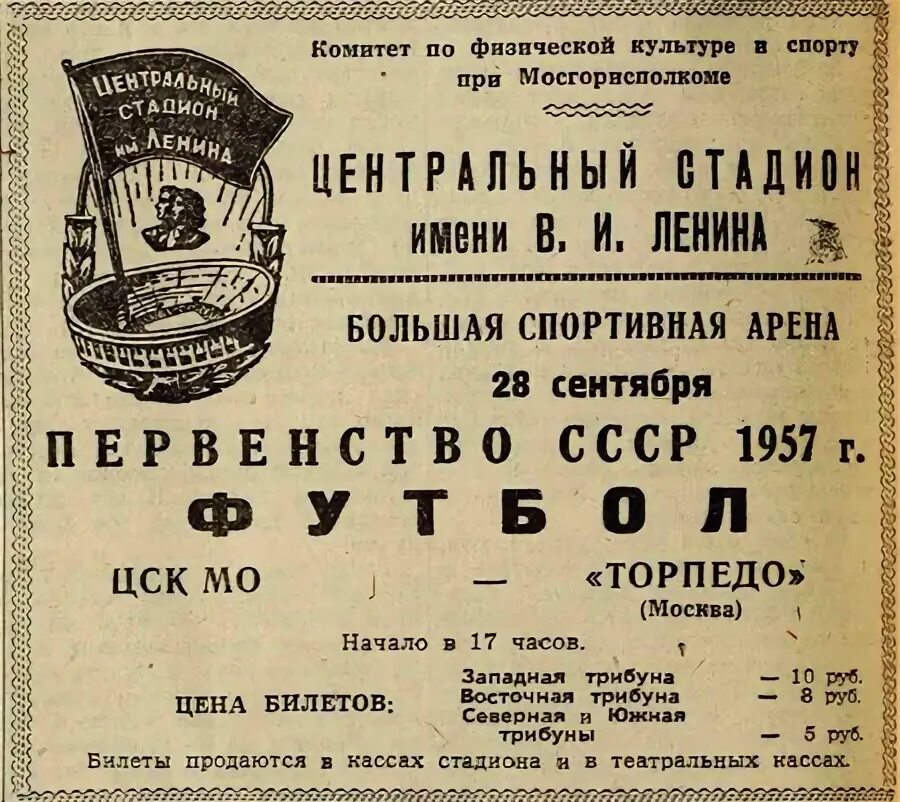 ЦЕНТРАЛЬНЫЙ
СТАДИОН
им ЛЕНИНА
Комитет по физической культуре и спорту
при Мосгорисполкоме
ЦЕНТРАЛЬНЫЙ СТАДИОН
имени В. И. ЛЕНИНА
БОЛЬШАЯ СПОРТИВНАЯ АРЕНА
28 сентября
ПЕРВЕНСТВО СССР 1957 г.
ФУТБОЛ
ЦСК МО — «ТОРПЕДО»
(Москва)
Начало в 17 часов.
ЦЕНА БИЛЕТОВ:
Западная трибуна — 10 руб.
Восточная трибуна — 8 руб.
Северная и Южная
трибуны — 5 руб.
Билеты продаются в кассах стадиона и в театральных кассах.